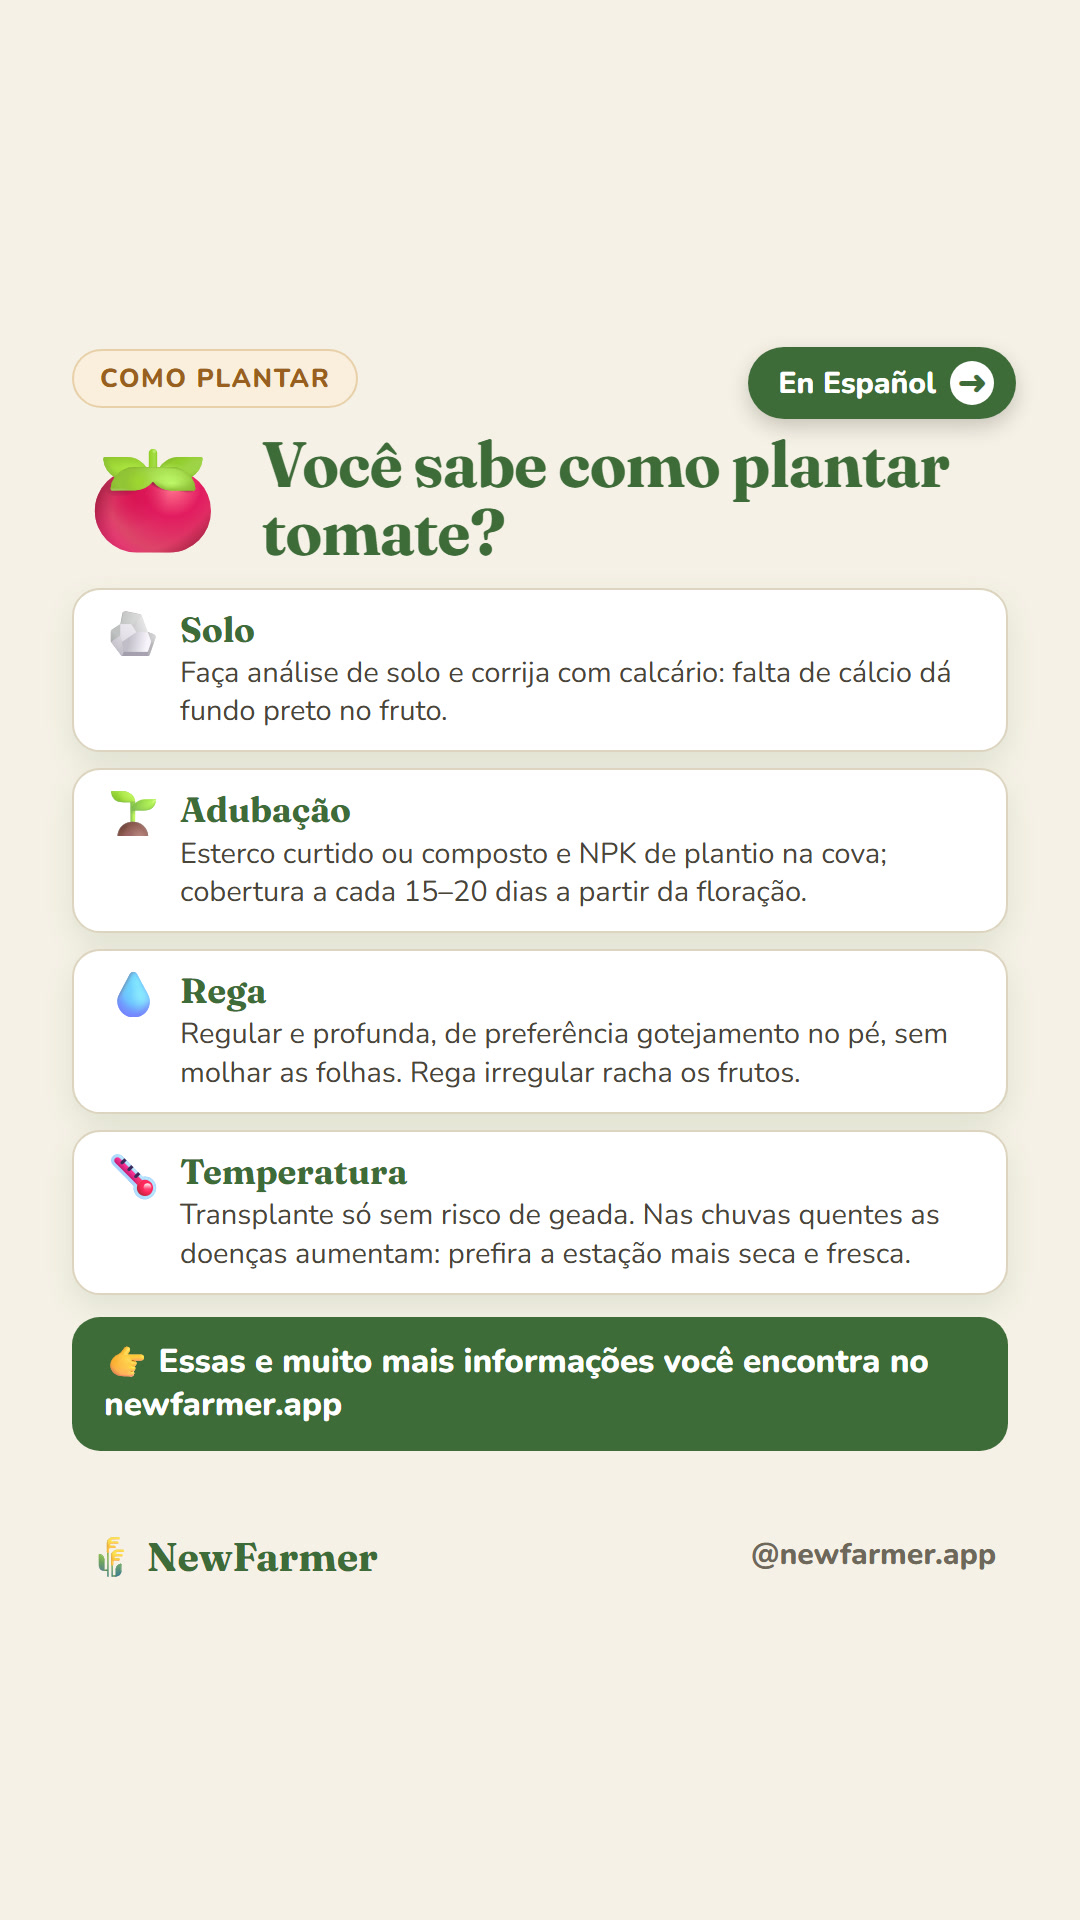 COMO PLANTAR
En Español
Você sabe como plantar
tomate?
Solo
Faça análise de solo e corrija com calcário: falta de cálcio dá
fundo preto no fruto.
Adubação
Esterco curtido ou composto e NPK de plantio na cova;
cobertura a cada 15–20 dias a partir da floração.
Rega
Regular e profunda, de preferência gotejamento no pé, sem
molhar as folhas. Rega irregular racha os frutos.
Temperatura
Transplante só sem risco de geada. Nas chuvas quentes as
doenças aumentam: prefira a estação mais seca e fresca.
Essas e muito mais informações você encontra no
newfarmer.app
NewFarmer
@newfarmer.app